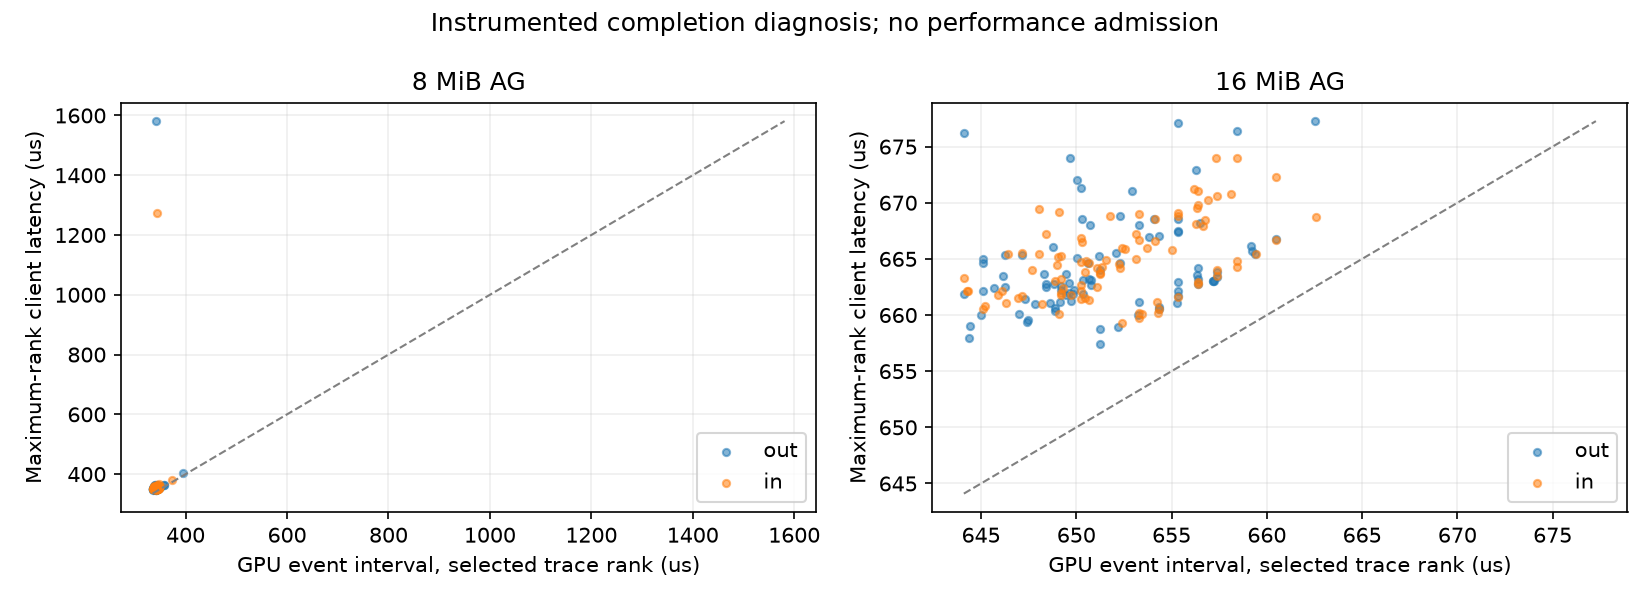 Instrumented completion diagnosis; no performance admission
8 MiB AG
Maximum-rank client latency (us)
1600
1400
1200
1000
800
600
400
out
in
400 600 800 1000 1200 1400 1600
GPU event interval, selected trace rank (us)
16 MiB AG
Maximum-rank client latency (us)
675
670
665
660
655
650
645
out
in
645 650 655 660 665 670 675
GPU event interval, selected trace rank (us)